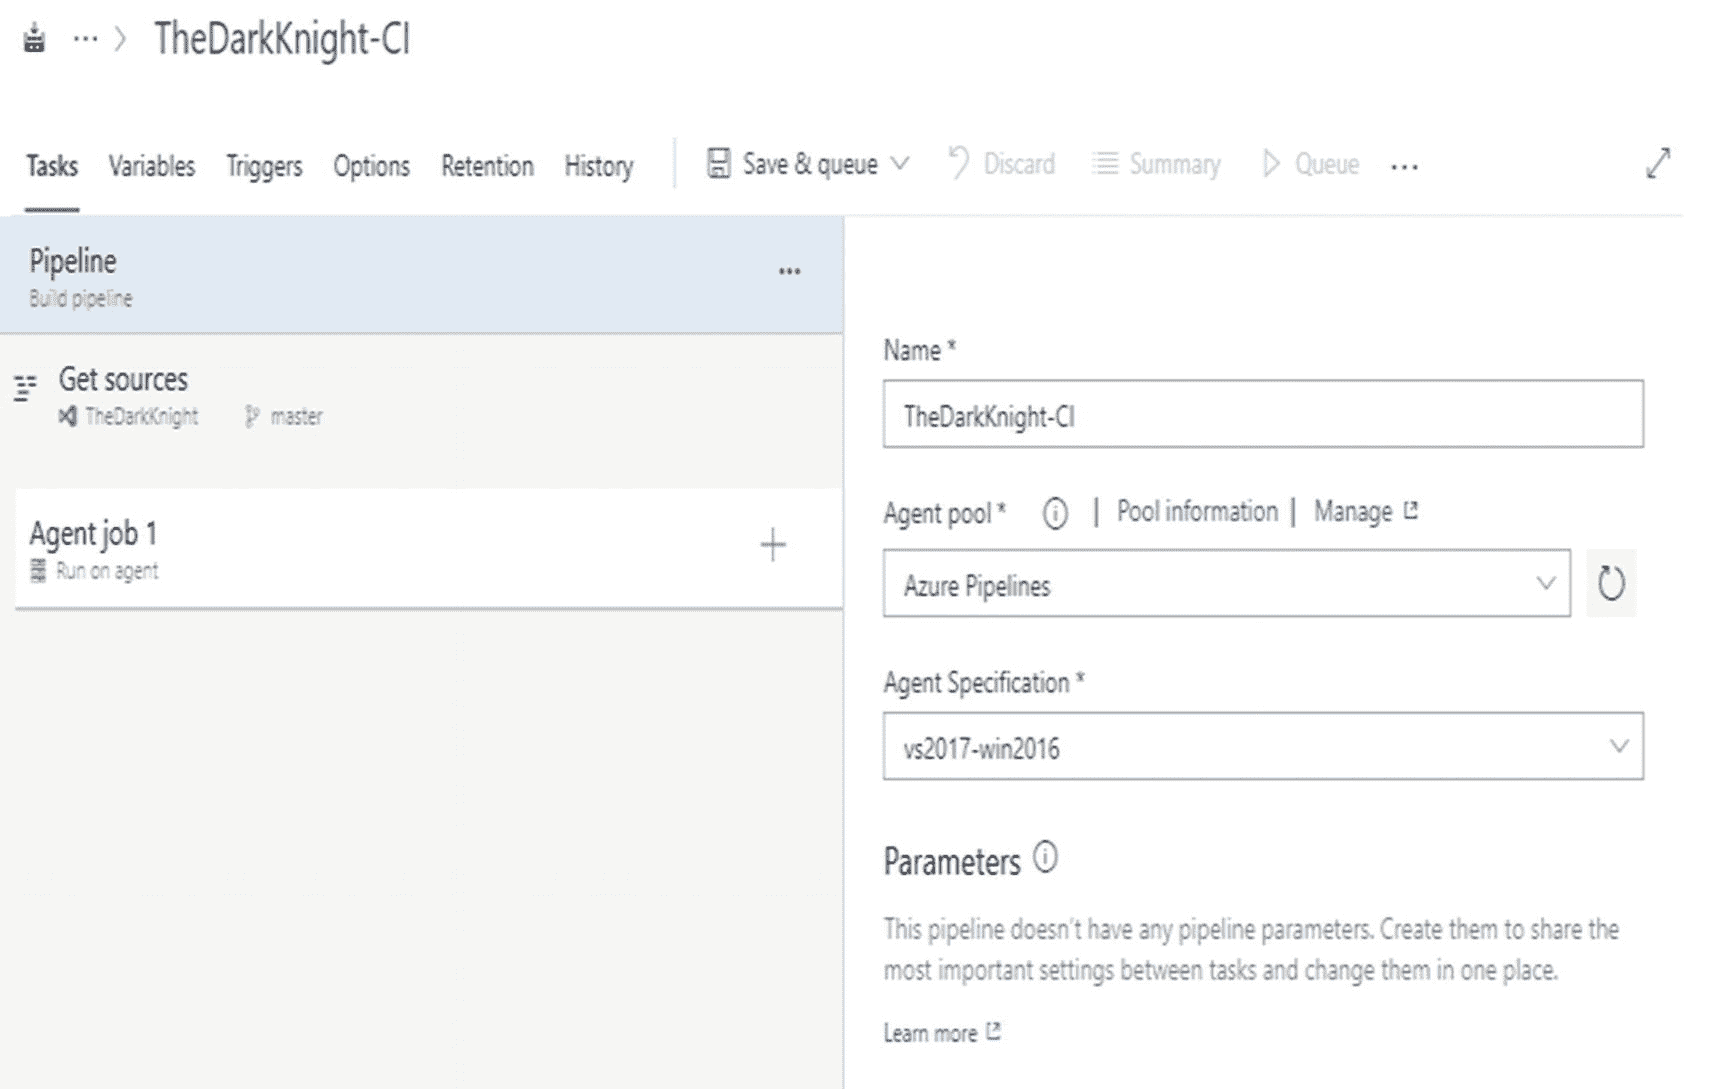 ... > TheDarkKnight-CI
Tasks Variables Triggers Options Retention History Save & queue Discard Summary Queue ...
Pipeline
Build pipeline
...
Get sources
TheDarkKnight master
Agent job 1
Run on agent
Name *
TheDarkKnight-CI
Agent pool * | Pool information | Manage
Azure Pipelines
Agent Specification *
vs2017-win2016
Parameters
This pipeline doesn't have any pipeline parameters. Create them to share the
most important settings between tasks and change them in one place.
Learn more